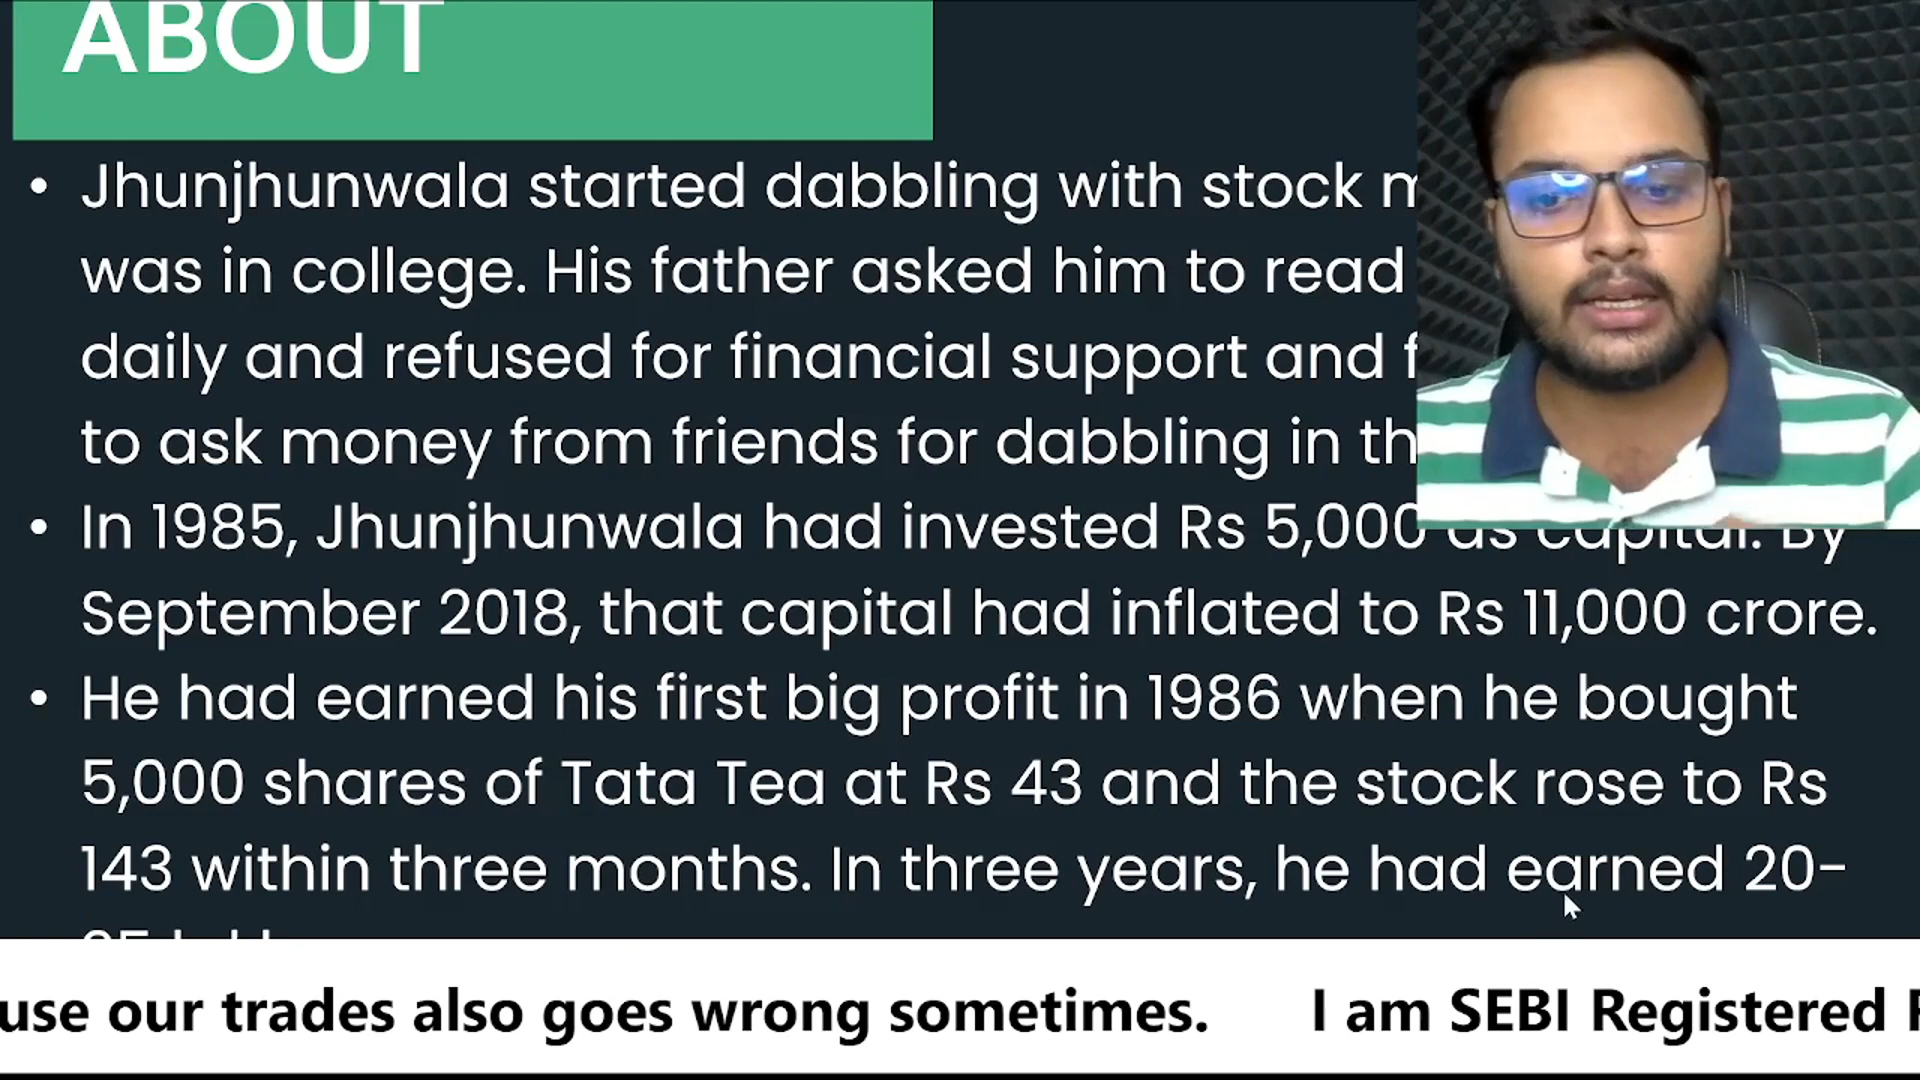 ABOUT
• Jhunjhunwala started dabbling with stock
was in college. His father asked him to read
daily and refused for financial support and
to ask money from friends for dabbling in
• In 1985, Jhunjhunwala had invested Rs 5,000 as capital. By
September 2018, that capital had inflated to Rs 11,000 crore.
• He had earned his first big profit in 1986 when he bought
5,000 shares of Tata Tea at Rs 43 and the stock rose to Rs
143 within three months. In three years, he had earned 20-
use our trades also goes wrong sometimes. I am SEBI Registered